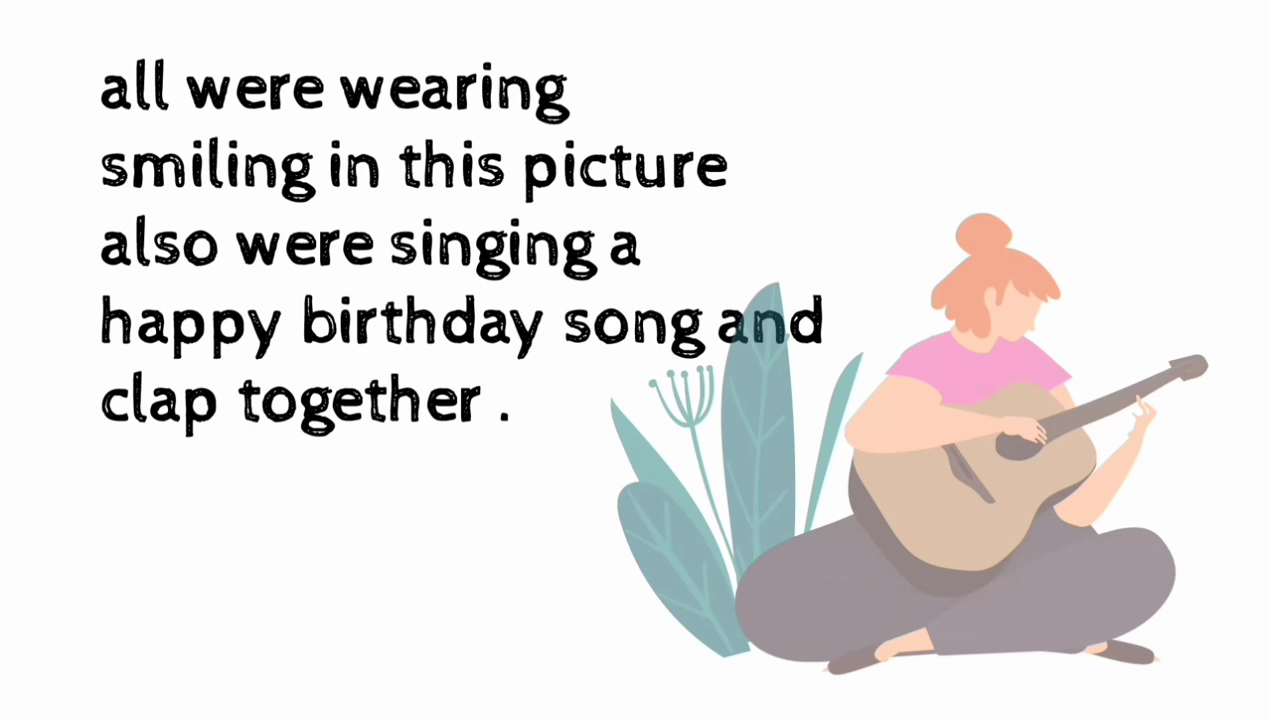 all were wearing
smiling in this picture
also were singing a
happy birthday song and
clap together .